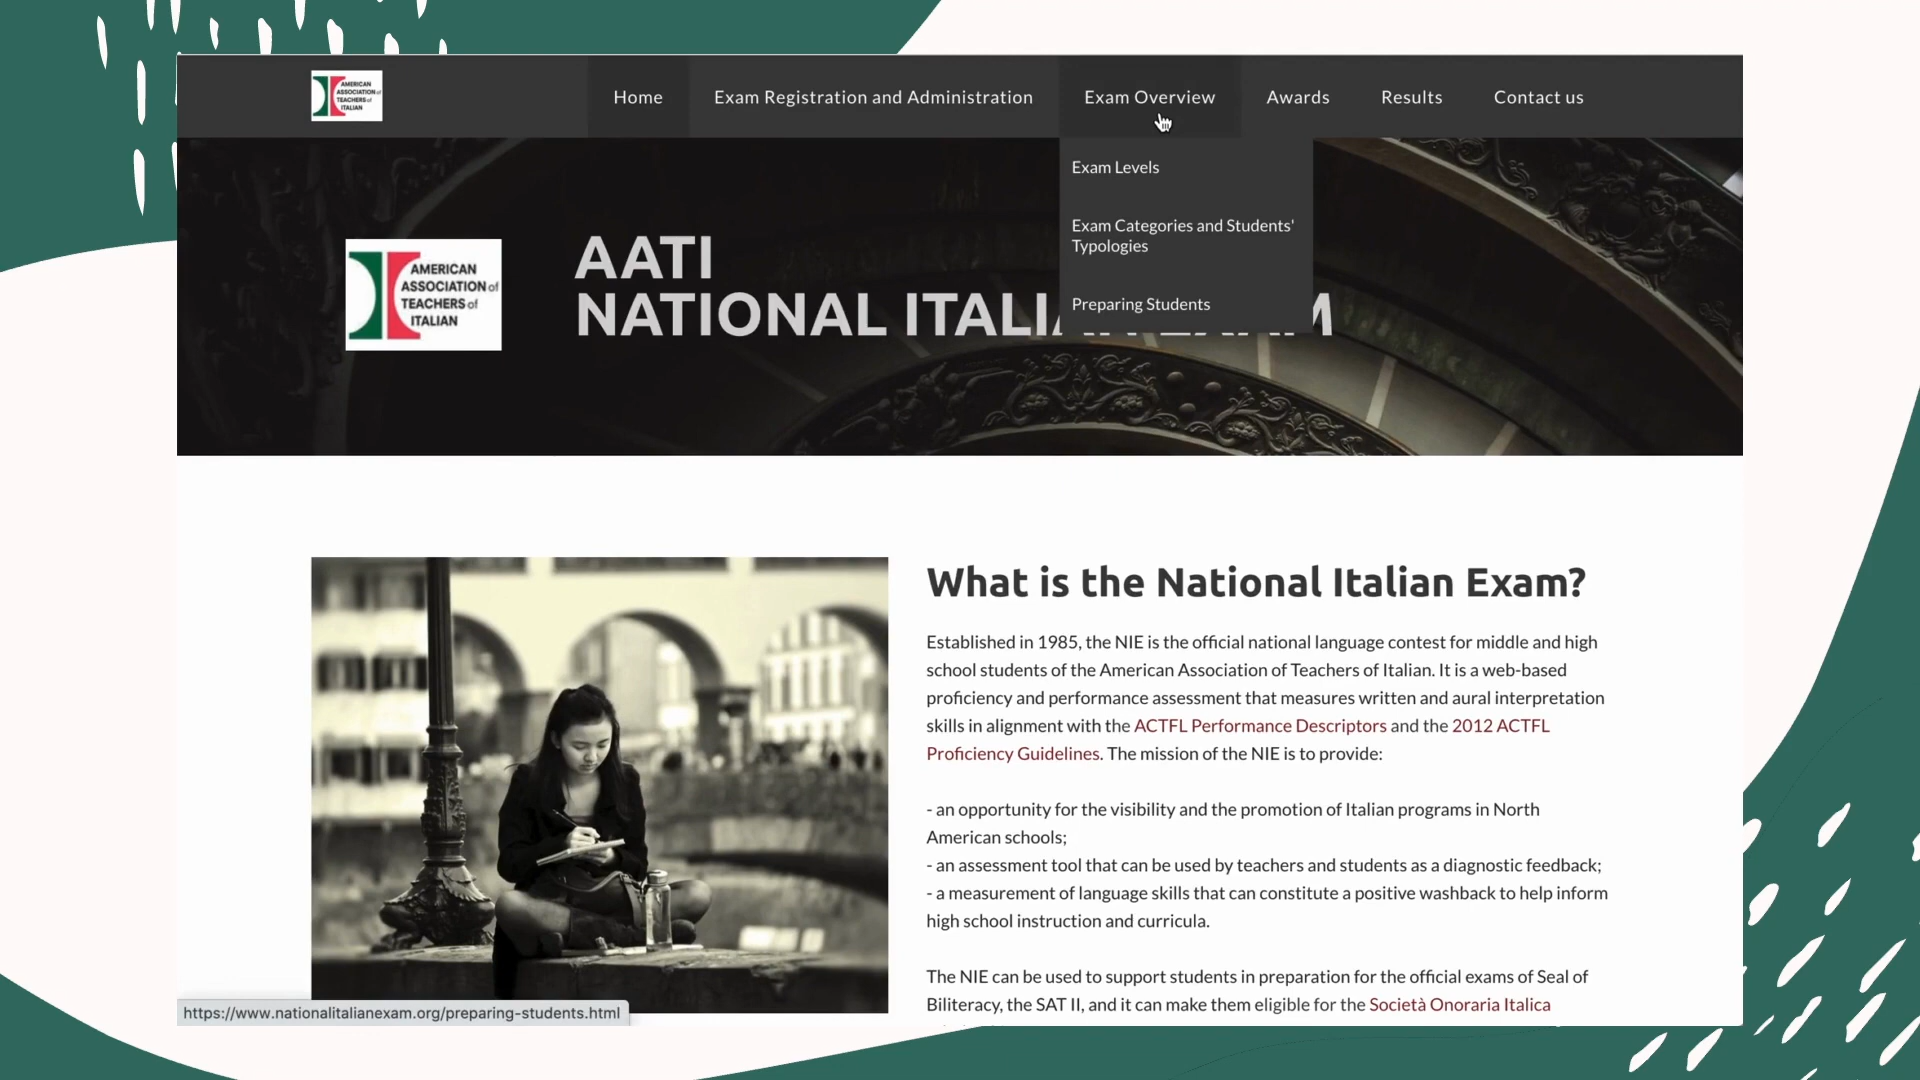 AMERICAN
ASSOCIATION of
TEACHERS of
ITALIAN
Home
Exam Registration and Administration
Exam Overview
Awards
Results
Contact us
Exam Levels
Exam Categories and Students'
Typologies
Preparing Students
AMERICAN
ASSOCIATION of
TEACHERS of
ITALIAN
AATI
NATIONAL ITALIAN EXAM
What is the National Italian Exam?
Established in 1985, the NIE is the official national language contest for middle and high
school students of the American Association of Teachers of Italian. It is a web-based
proficiency and performance assessment that measures written and aural interpretation
skills in alignment with the ACTFL Performance Descriptors and the 2012 ACTFL
Proficiency Guidelines. The mission of the NIE is to provide:
- an opportunity for the visibility and the promotion of Italian programs in North
American schools;
- an assessment tool that can be used by teachers and students as a diagnostic feedback;
- a measurement of language skills that can constitute a positive washback to help inform
high school instruction and curricula.
The NIE can be used to support students in preparation for the official exams of Seal of
Biliteracy, the SAT II, and it can make them eligible for the Società Onoraria Italica
https://www.nationalitalianexam.org/preparing-students.html